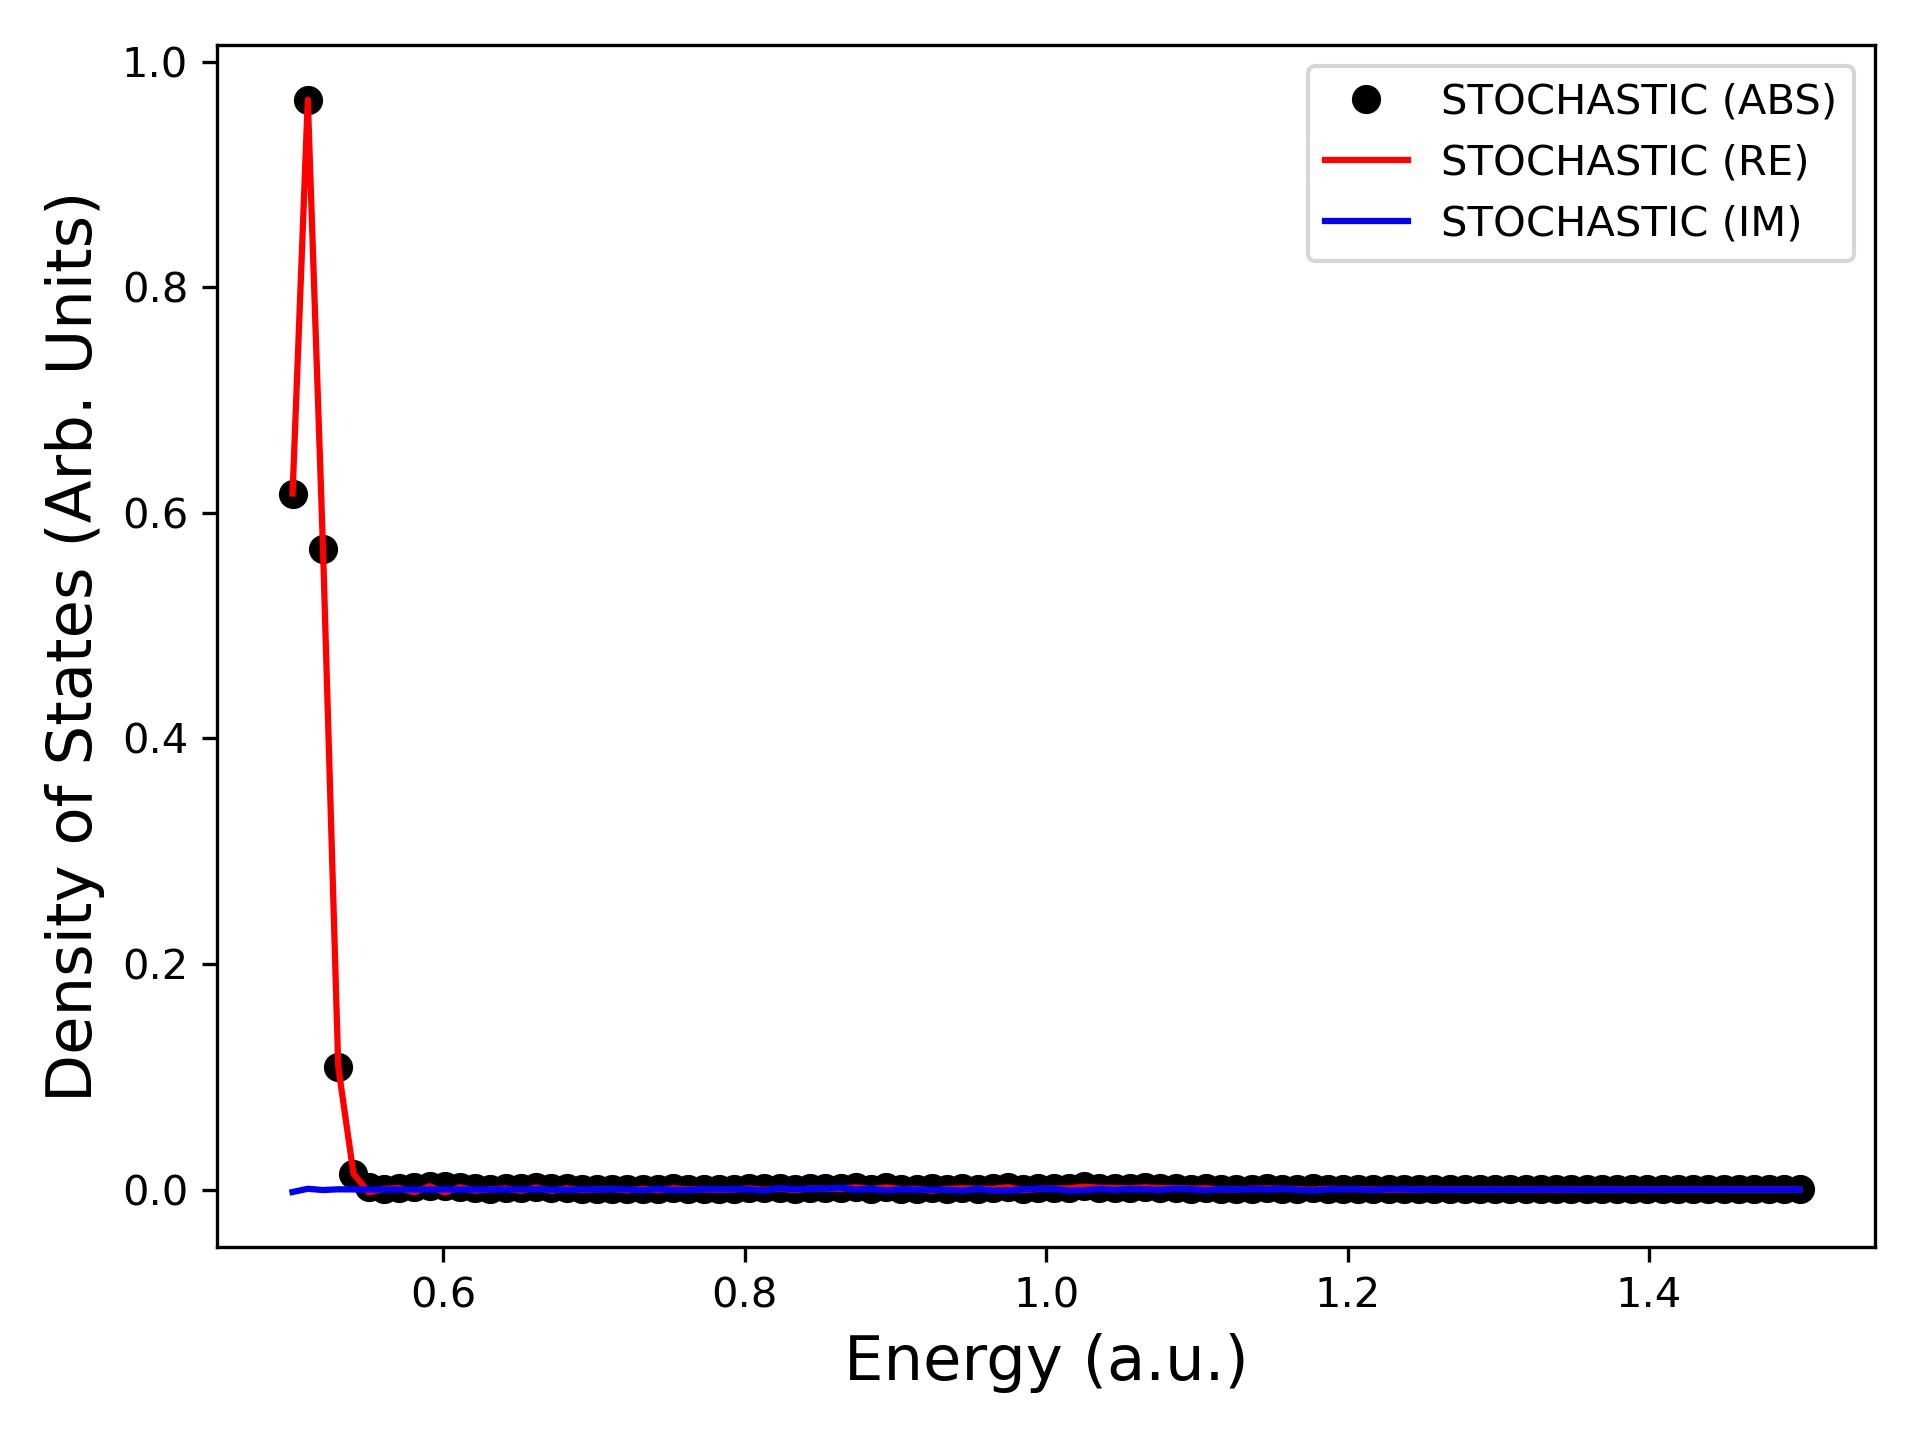 1.0
0.8
0.6
0.4
0.2
0.0
Density of States (Arb. Units)
STOCHASTIC (ABS)
STOCHASTIC (RE)
STOCHASTIC (IM)
0.6 0.8 1.0 1.2 1.4
Energy (a.u.)